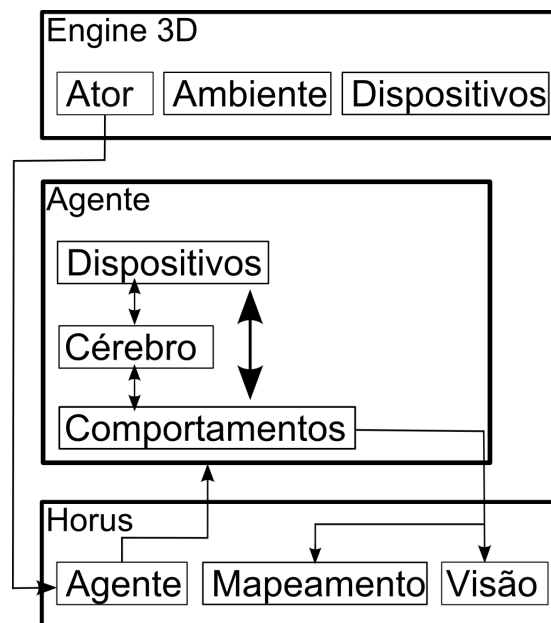 Engine 3D
Ator
Ambiente
Dispositivos
Agente
Dispositivos
Cérebro
Comportamentos
Horus
Agente
Mapeamento
Visão